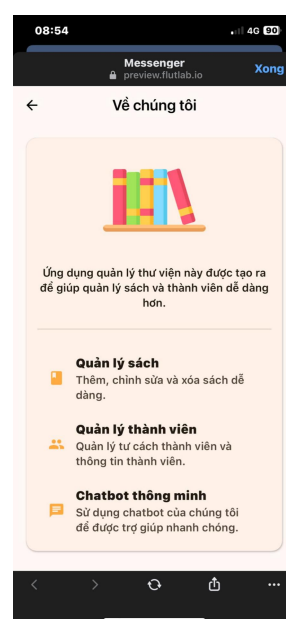 08:54
4G 90
Messenger
preview.flutlab.io
Xong
Về chúng tôi
Ứng dụng quản lý thư viện này được tạo ra
để giúp quản lý sách và thành viên dễ dàng
hơn.
Quản lý sách
Thêm, chỉnh sửa và xóa sách dễ
dàng.
Quản lý thành viên
Quản lý tư cách thành viên và
thông tin thành viên.
Chatbot thông minh
Sử dụng chatbot của chúng tôi
để được trợ giúp nhanh chóng.